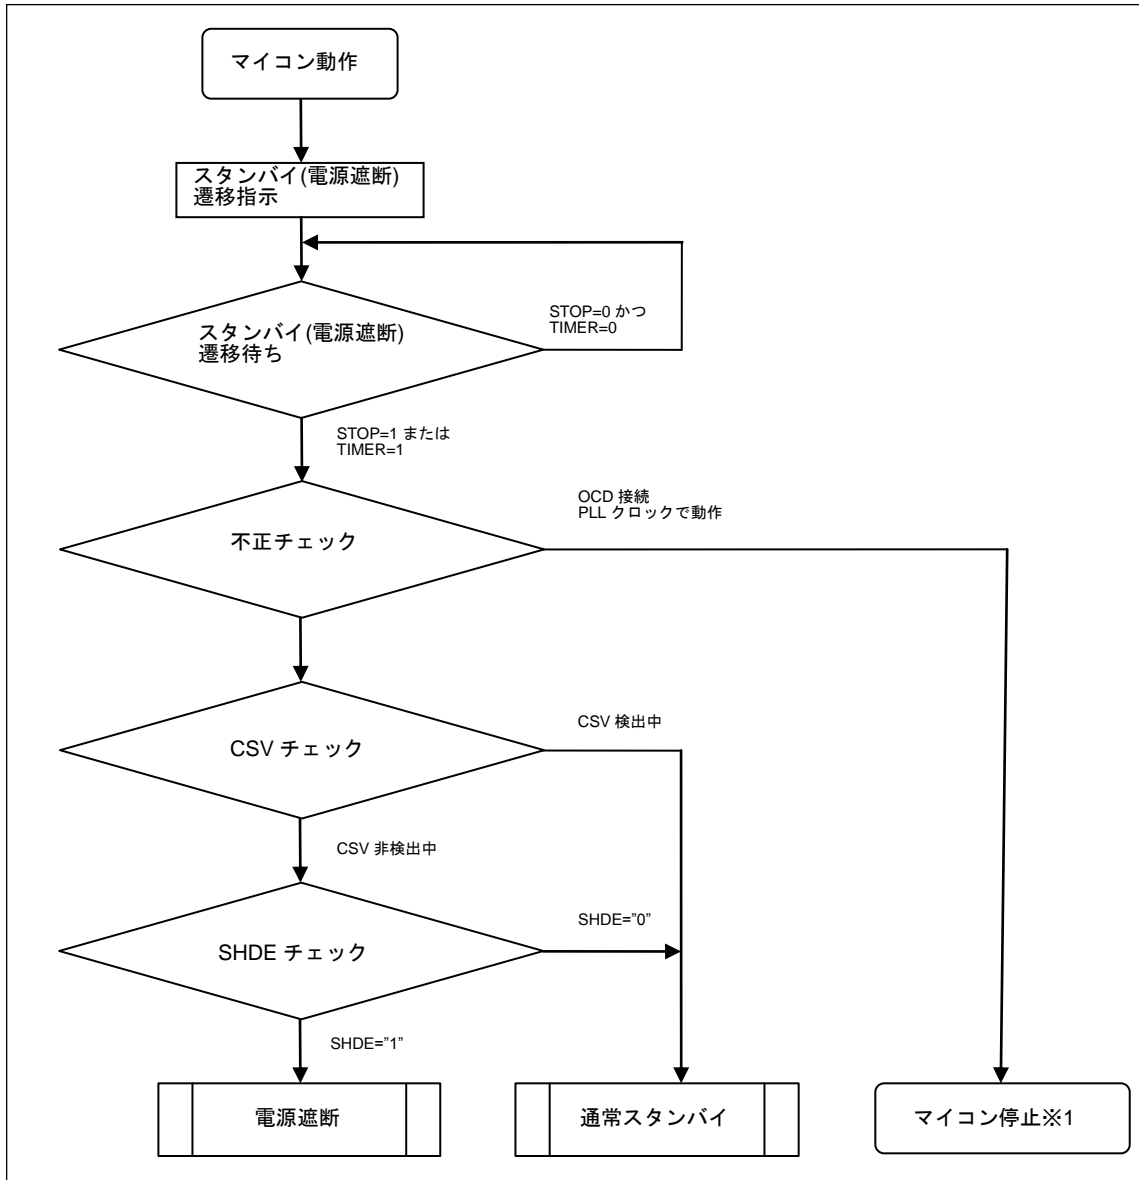 マイコン動作
スタンバイ(電源遮断)
遷移指示
STOP=0 かつ
TIMER=0
スタンバイ(電源遮断)
遷移待ち
STOP=1 または
TIMER=1
OCD 接続
PLL クロックで動作
不正チェック
CSV 検出中
CSV チェック
CSV 非検出中
SHDE=”0”
SHDE チェック
SHDE=”1”
電源遮断
通常スタンバイ
マイコン停止※1